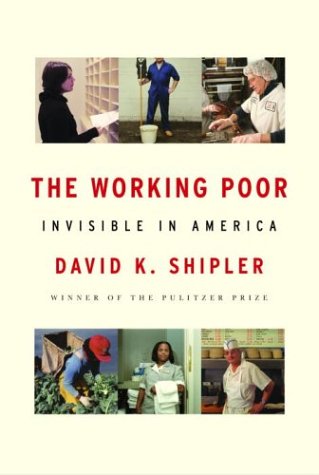 THE WORKING POOR
INVISIBLE IN AMERICA
DAVID K. SHIPLER
WINNER OF THE PULITZER PRIZE